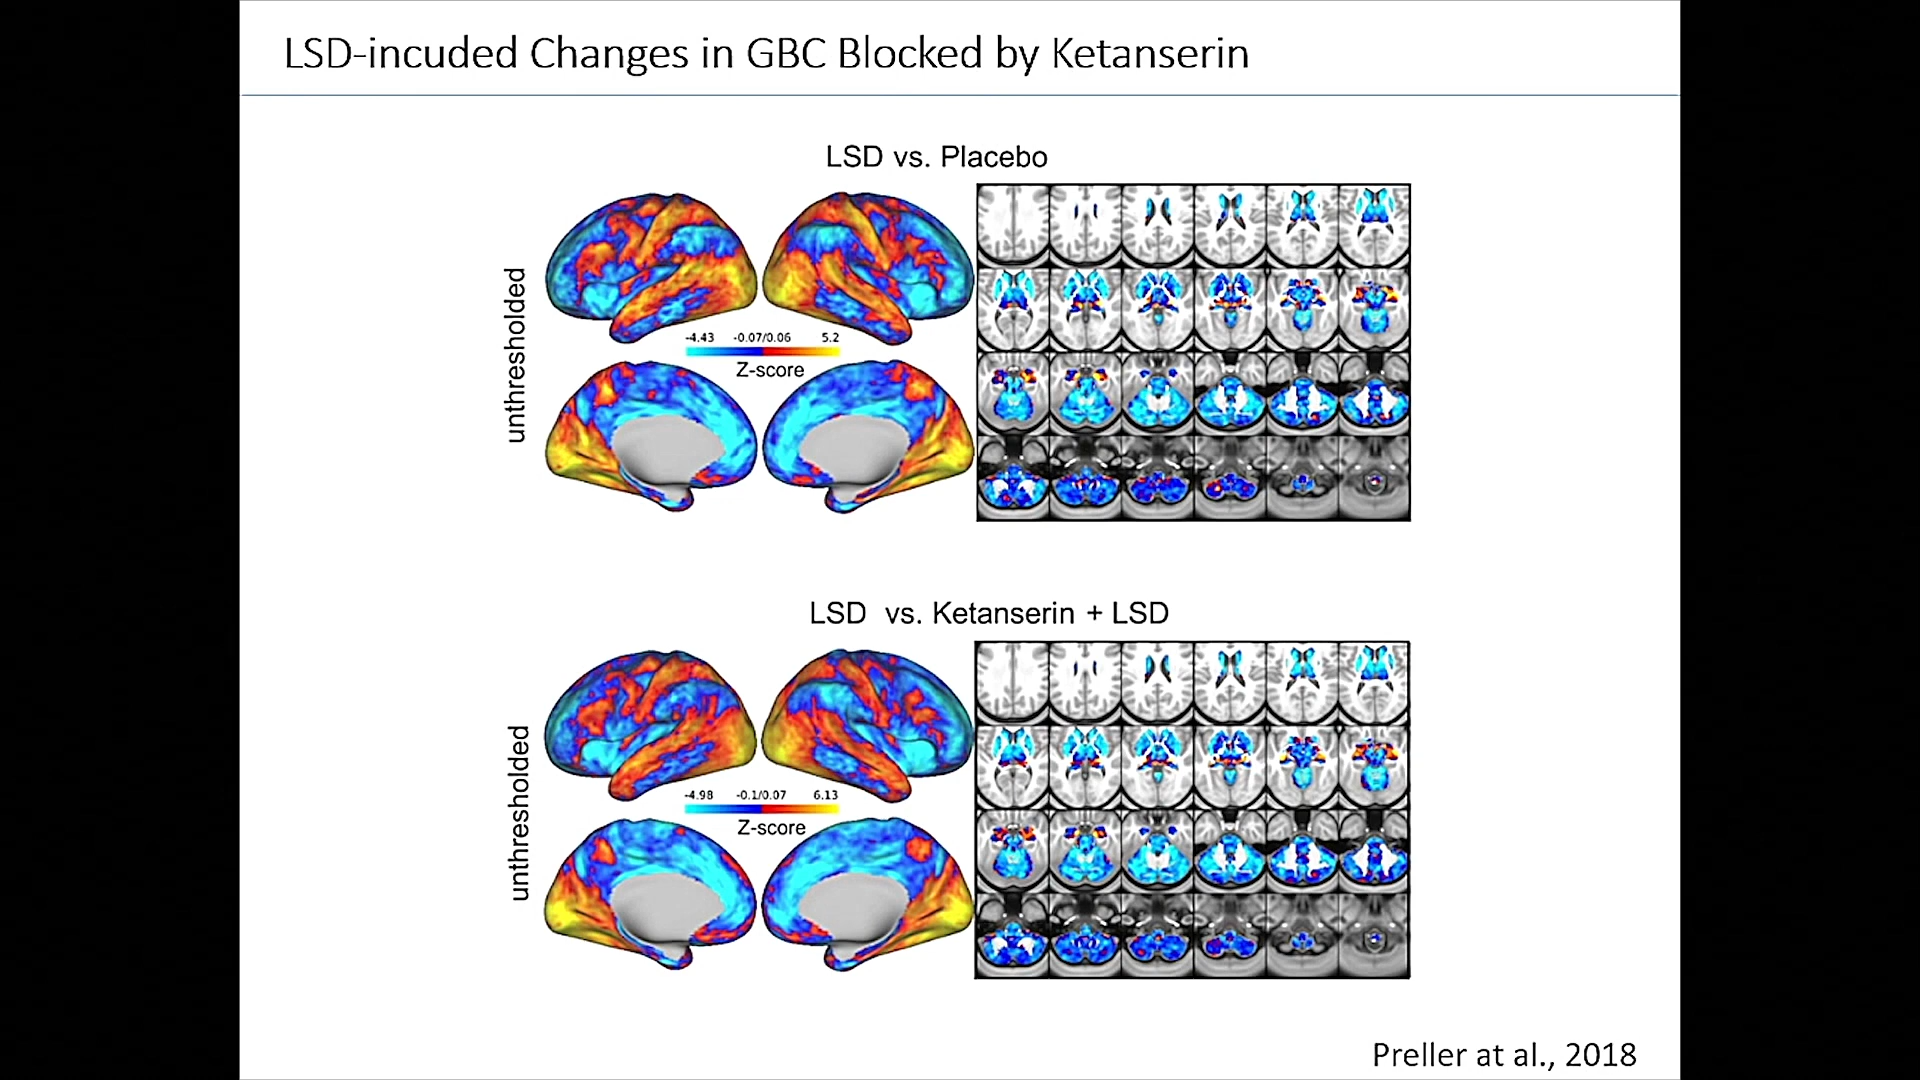 LSD-incuded Changes in GBC Blocked by Ketanserin
LSD vs. Placebo
unthresholded
-4.43 -0.07/0.06 5.2
Z-score
LSD vs. Ketanserin + LSD
unthresholded
-4.98 -0.1/0.07 6.13
Z-score
Preller at al., 2018